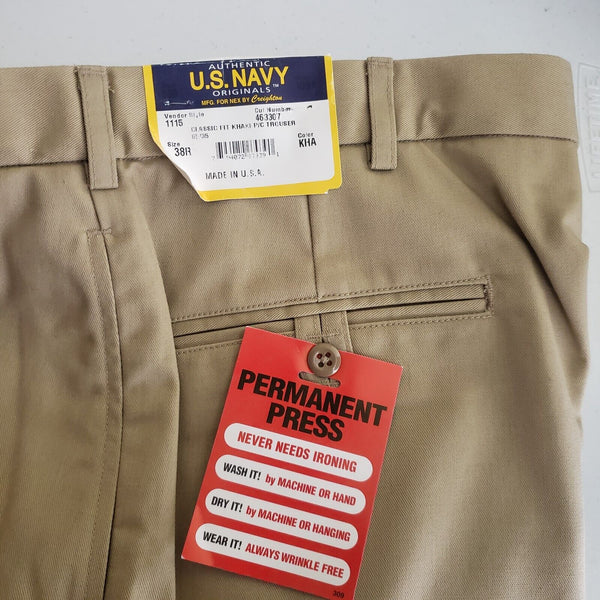 AUTHENTIC
U.S. NAVY
ORIGINALS
MFG. FOR NEX BY Creighton
Vendor Style
1115
Cut Number
463307
CLASSIC FIT KHAKI P/C TROUSER
Size
38R
Color
KHA
MADE IN U.S.A.
PERMANENT
PRESS
NEVER NEEDS IRONING
WASH IT! by MACHINE OR HAND
DRY IT! by MACHINE OR HANGING
WEAR IT! ALWAYS WRINKLE FREE
309